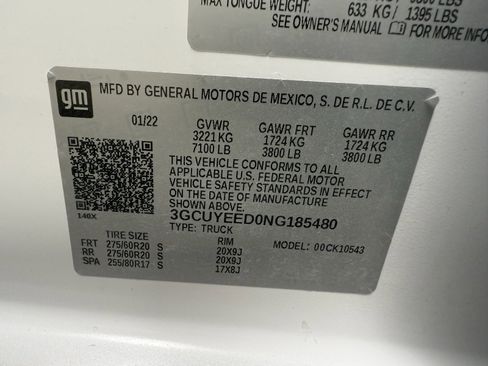 MAX TONGUE WEIGHT: 633 KG / 1395 LBS
SEE OWNER'S MANUAL FOR MORE
gm
MFD BY GENERAL MOTORS DE MEXICO, S. DE R.L. DE C.V.
01/22 GVWR GAWR FRT GAWR RR
3221 KG 1724 KG 1724 KG
7100 LB 3800 LB 3800 LB
THIS VEHICLE CONFORMS TO ALL
APPLICABLE U.S. FEDERAL MOTOR
VEHICLE SAFETY STANDARDS IN EFFECT
ON THE DATE OF MANUFACTURE
SHOWN ABOVE.
3GCUYEED0NG185480
140X
TYPE: TRUCK
TIRE SIZE RIM MODEL: 00CK10543
FRT 275/60R20 S 20X9J
RR 275/60R20 S 20X9J
SPA 255/80R17 S 17X8J